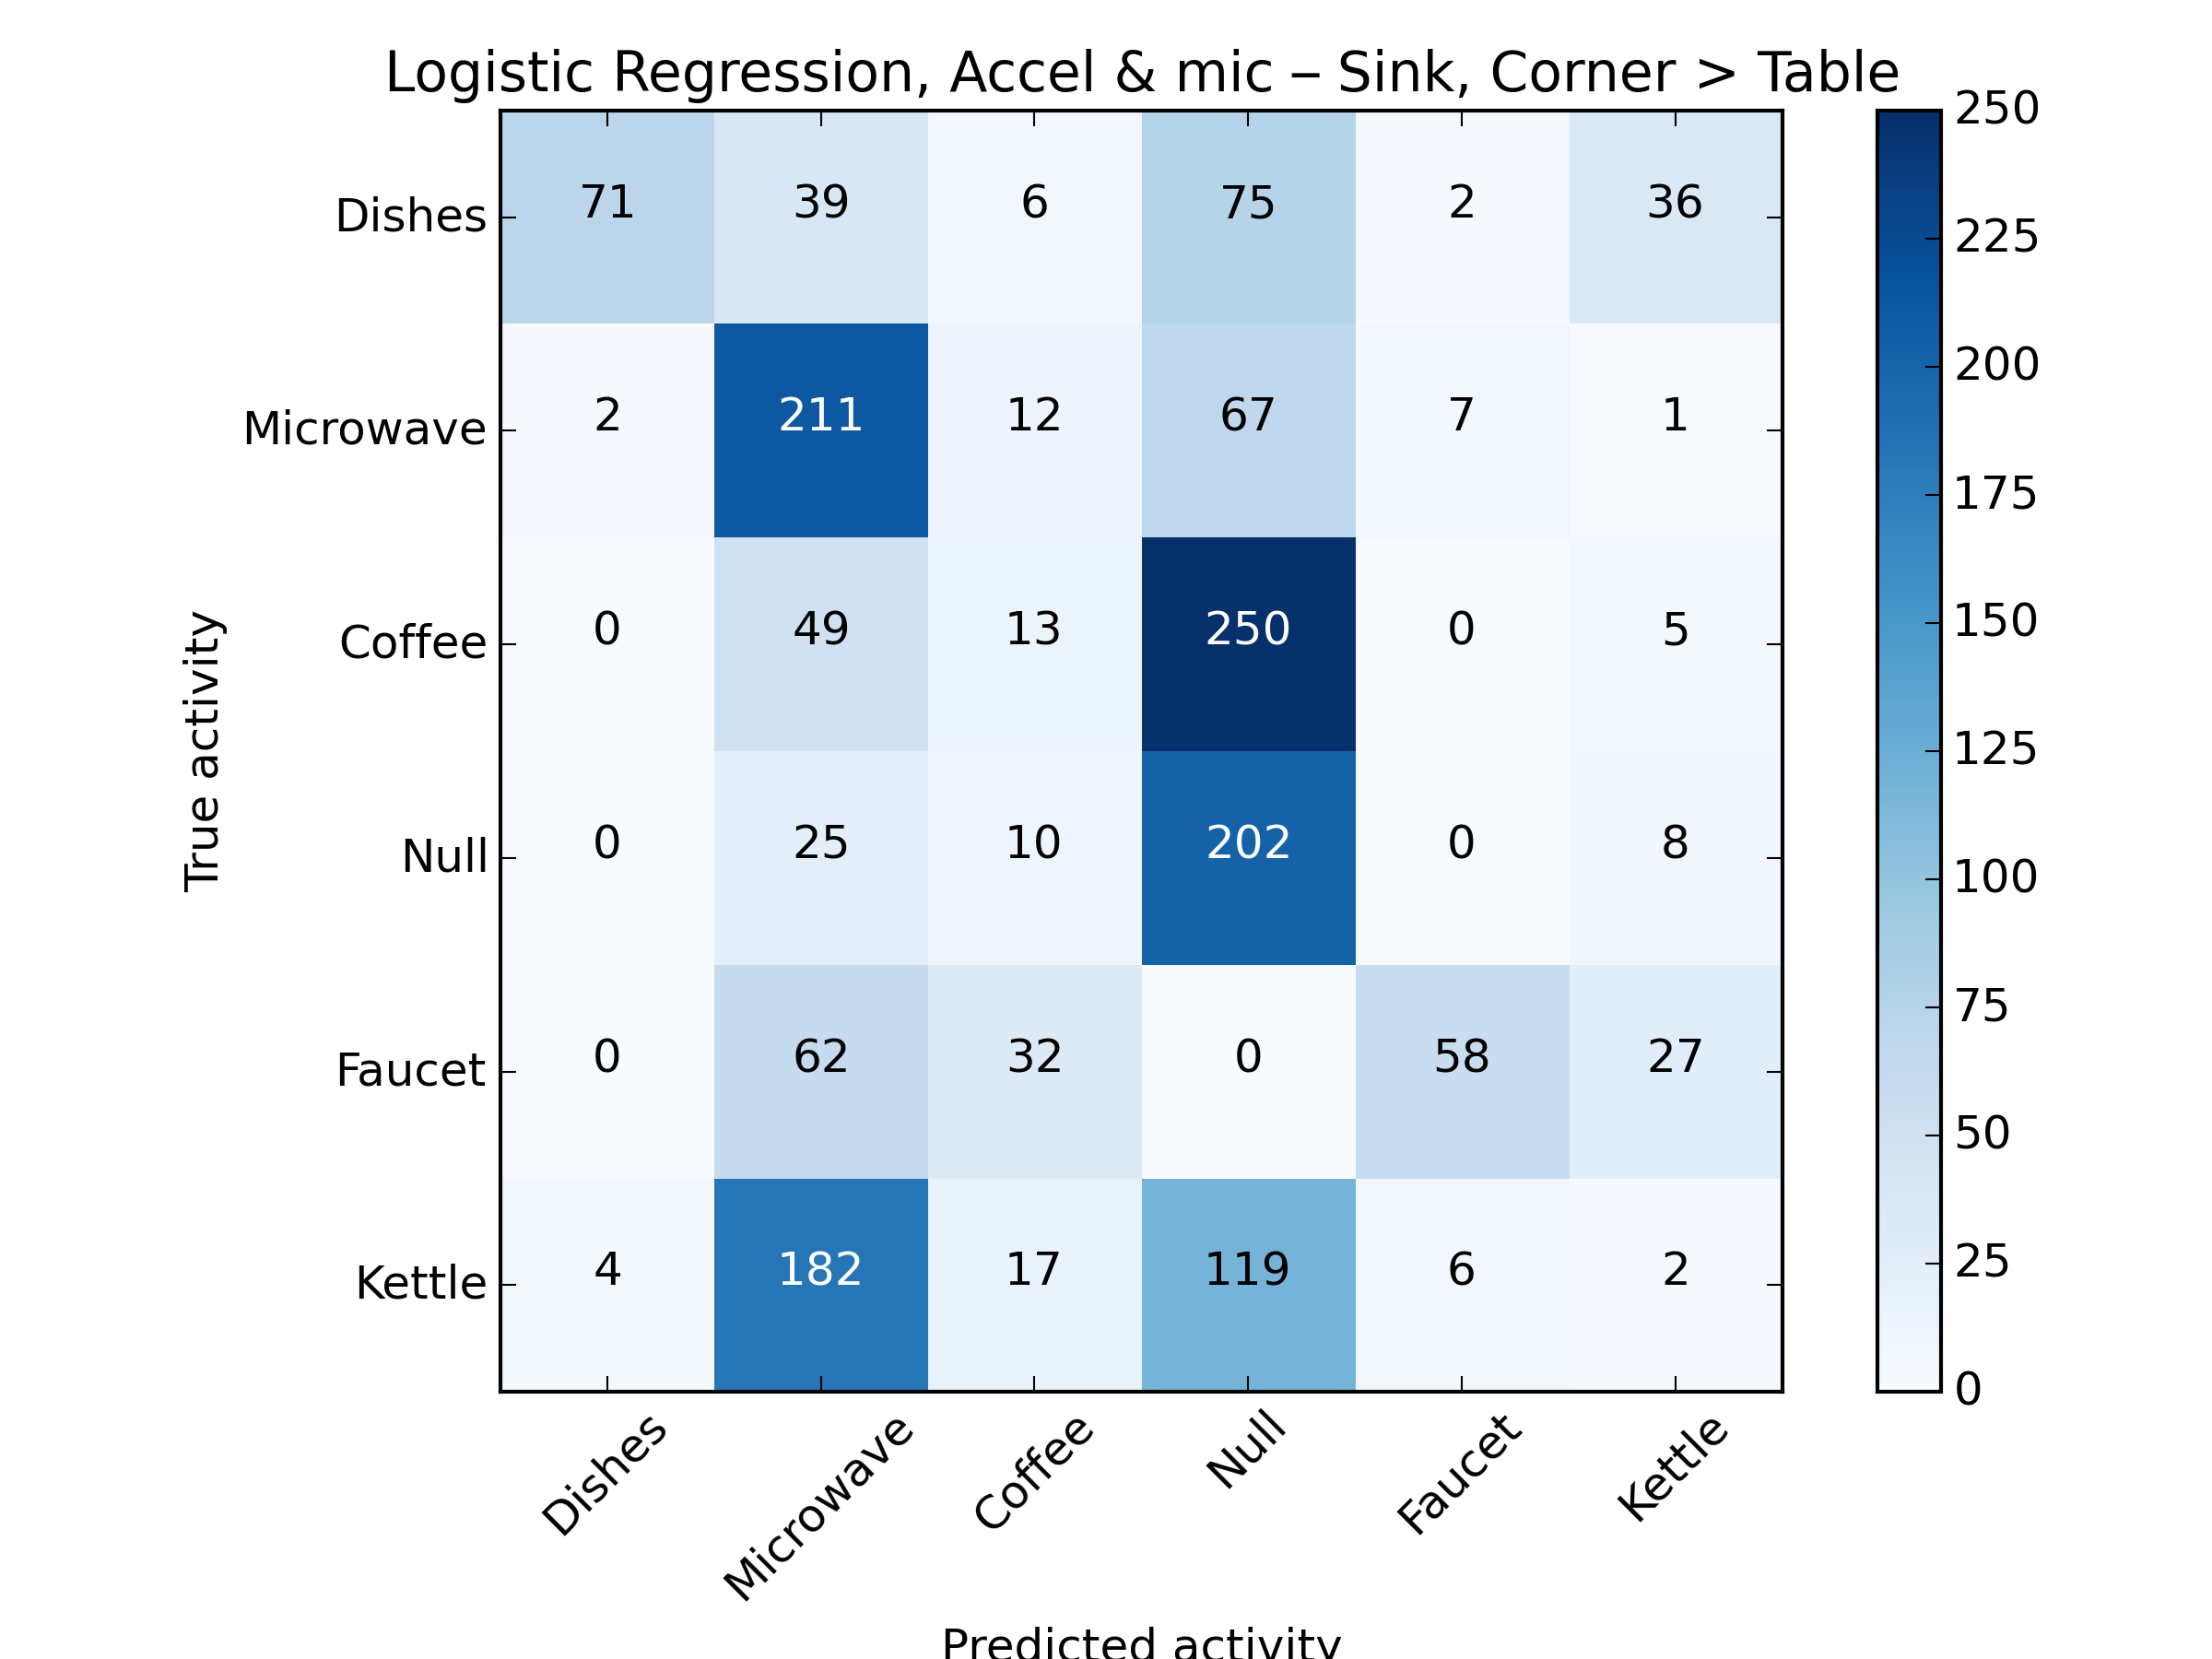 Logistic Regression, Accel & mic – Sink, Corner > Table
250
Dishes 71 39 6 75 2 36
225
200
Microwave 2 211 12 67 7 1
175
Coffee 0 49 13 250 0 5
150
True activity
125
Null 0 25 10 202 0 8
100
75
Faucet 0 62 32 0 58 27
50
Kettle 4 182 17 119 6 2
25
0
Dishes Microwave Coffee Null Faucet Kettle
Predicted activity